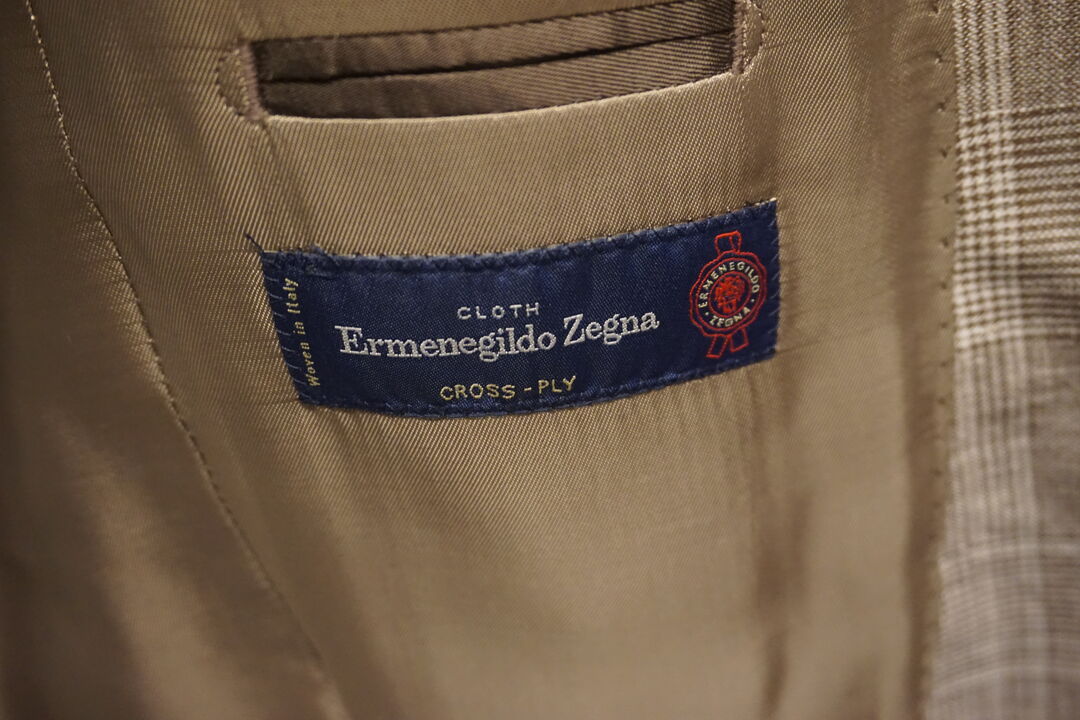 Woven in Italy
CLOTH
Ermenegildo Zegna
CROSS-PLY
ERMENEGILDO
· ZEGNA ·